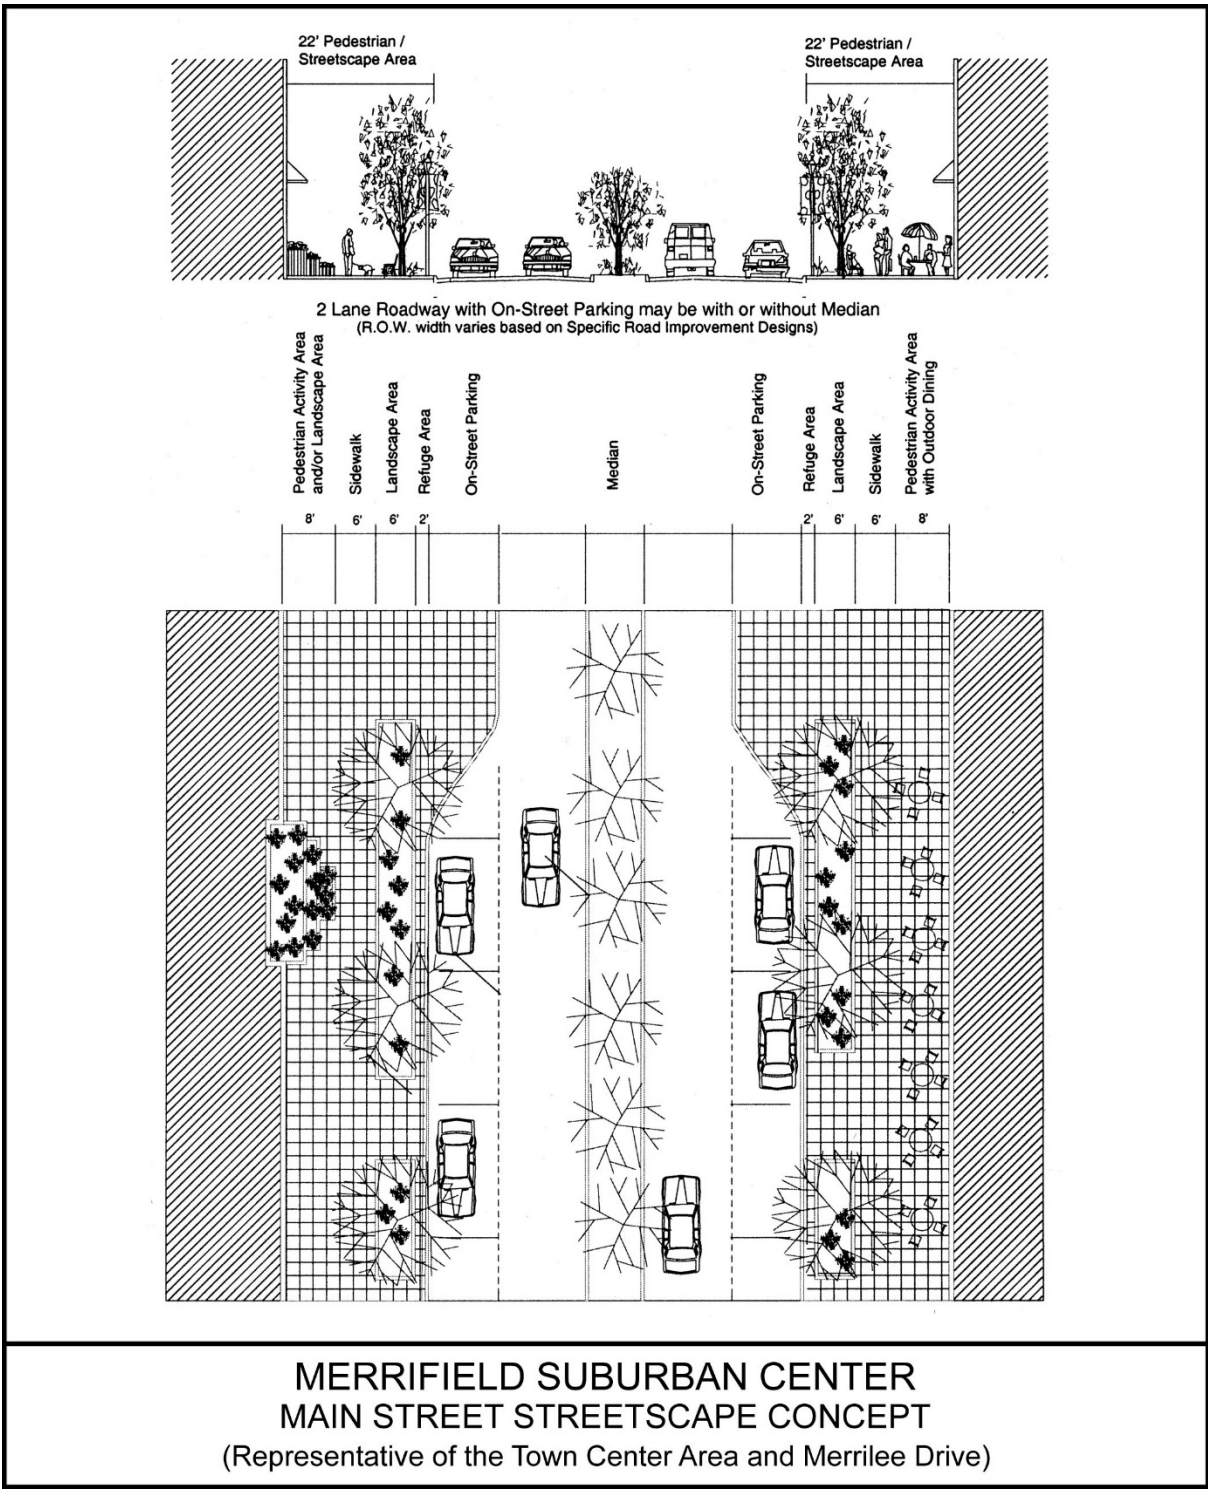 22' Pedestrian /
Streetscape Area
22' Pedestrian /
Streetscape Area
2 Lane Roadway with On-Street Parking may be with or without Median
(R.O.W. width varies based on Specific Road Improvement Designs)
Pedestrian Activity Area
and/or Landscape Area
Sidewalk
Landscape Area
Refuge Area
On-Street Parking
Median
On-Street Parking
Refuge Area
Landscape Area
Sidewalk
Pedestrian Activity Area
with Outdoor Dining
8'
6'
6'
2'
2'
6'
6'
8'
MERRIFIELD SUBURBAN CENTER
MAIN STREET STREETSCAPE CONCEPT
(Representative of the Town Center Area and Merrilee Drive)